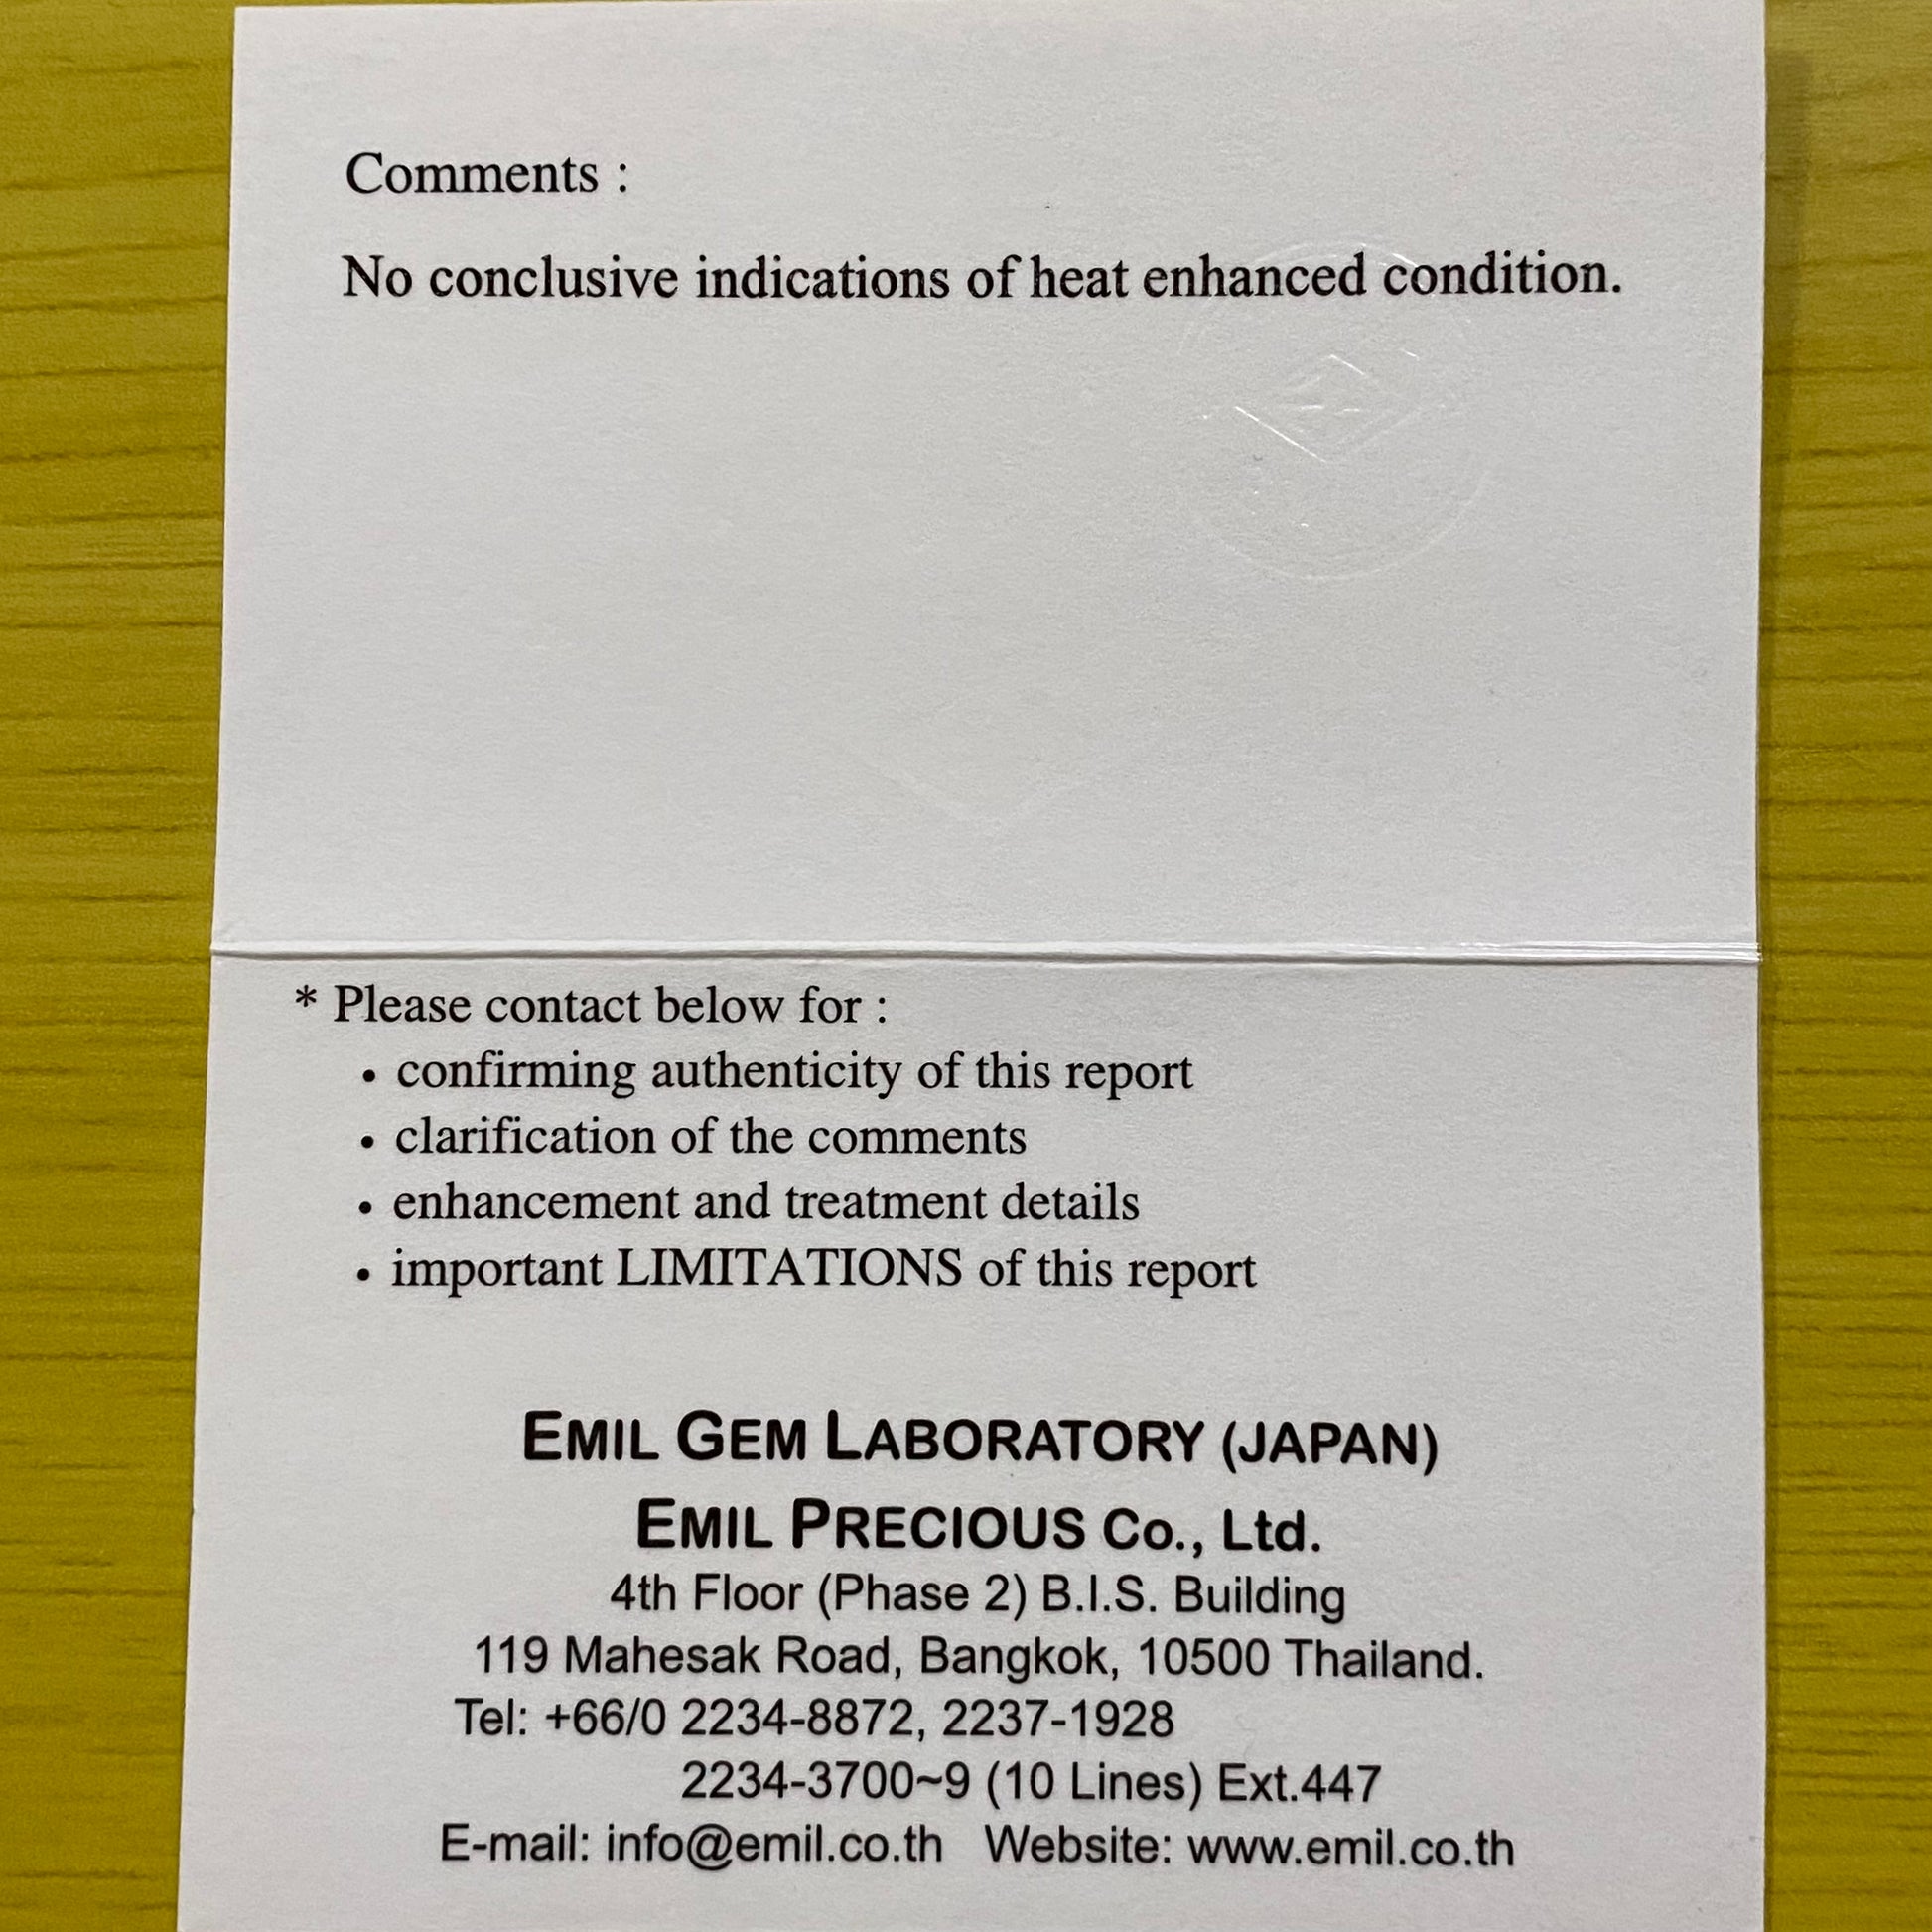 Comments :
No conclusive indications of heat enhanced condition.
* Please contact below for :
• confirming authenticity of this report
• clarification of the comments
• enhancement and treatment details
• important LIMITATIONS of this report
EMIL GEM LABORATORY (JAPAN)
EMIL PRECIOUS Co., Ltd.
4th Floor (Phase 2) B.I.S. Building
119 Mahesak Road, Bangkok, 10500 Thailand.
Tel: +66/0 2234-8872, 2237-1928
2234-3700~9 (10 Lines) Ext.447
E-mail: info@emil.co.th Website: www.emil.co.th